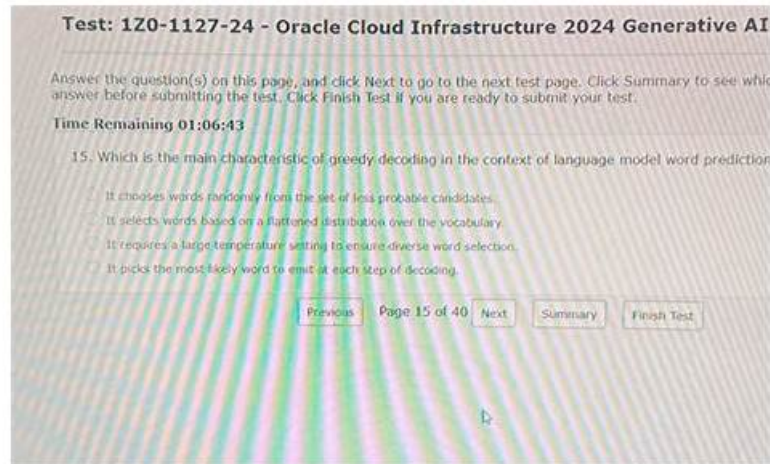 Test: 1Z0-1127-24 - Oracle Cloud Infrastructure 2024 Generative AI
Answer the question(s) on this page, and click Next to go to the next test page. Click Summary to see whic
answer before submitting the test. Click Finish Test if you are ready to submit your test.
Time Remaining 01:06:43
15. Which is the main characteristic of greedy decoding in the context of language model word prediction
It chooses words randomly from the set of less probable candidates.
It selects words based on a flattened distribution over the vocabulary.
It requires a large temperature setting to ensure diverse word selection.
It picks the most likely word to emit at each step of decoding.
Previous Page 15 of 40 Next Summary Finish Test